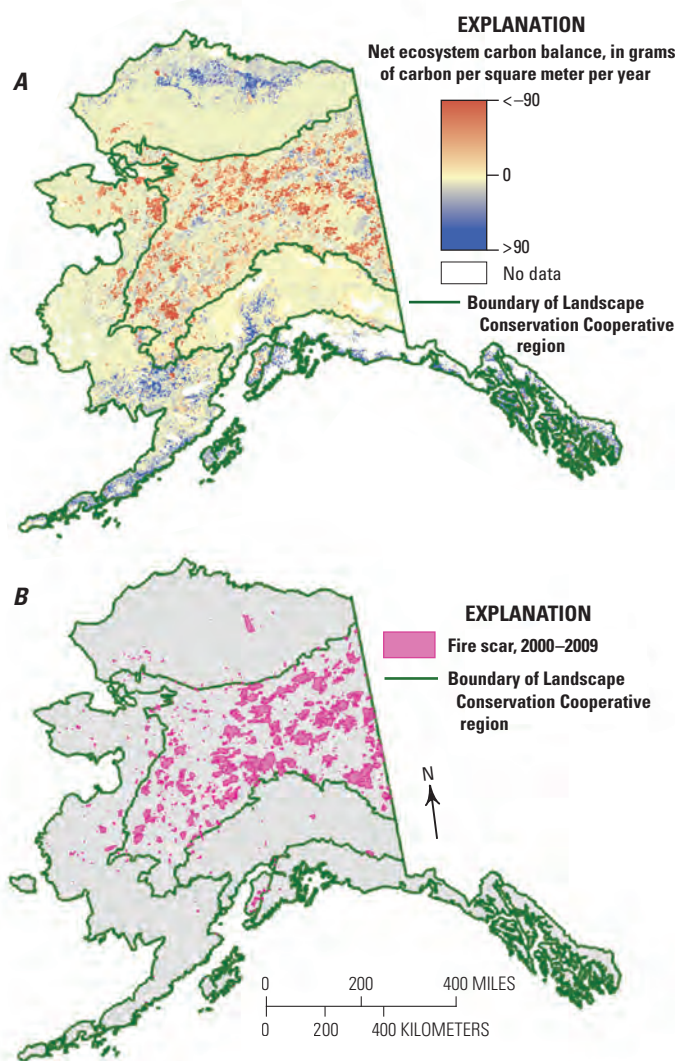 A
EXPLANATION
Net ecosystem carbon balance, in grams
of carbon per square meter per year
<–90
0
>90
No data
Boundary of Landscape
Conservation Cooperative
region
B
EXPLANATION
Fire scar, 2000–2009
Boundary of Landscape
Conservation Cooperative
region
N
0 200 400 MILES
0 200 400 KILOMETERS